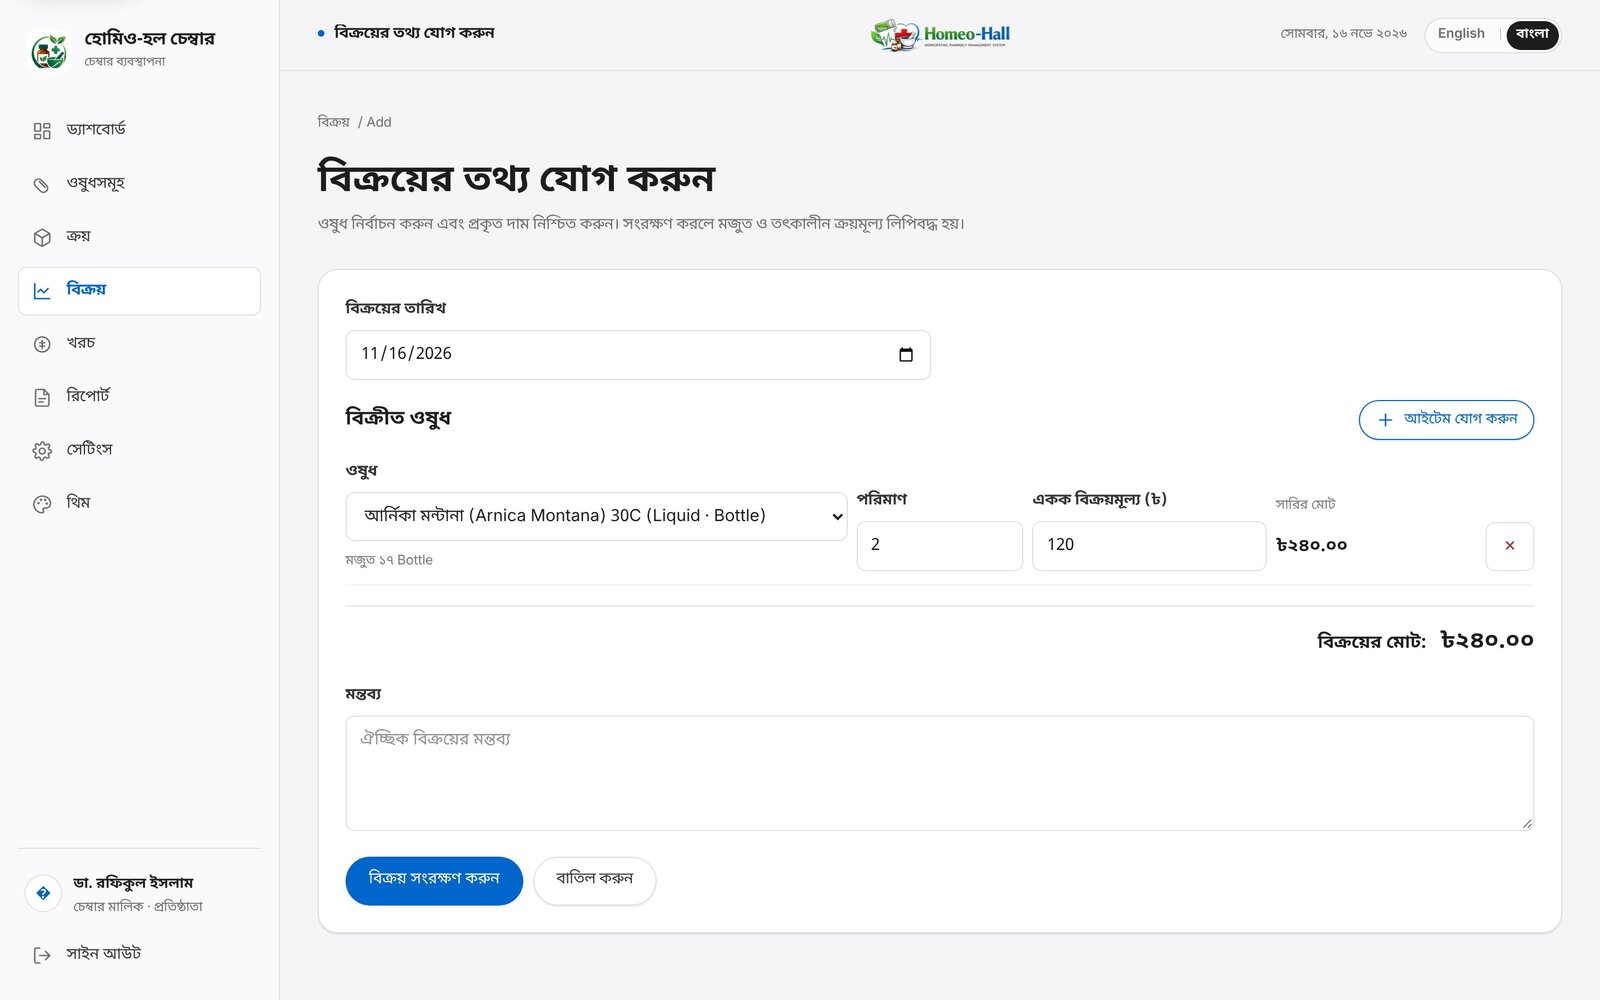 হোমিও-হল চেম্বার
চেম্বার ব্যবস্থাপনা
ড্যাশবোর্ড
ওষুধসমূহ
ক্রয়
বিক্রয়
খরচ
রিপোর্ট
সেটিংস
থিম
ডা. রফিকুল ইসলাম
চেম্বার মালিক · প্রতিষ্ঠাতা
সাইন আউট
বিক্রয়ের তথ্য যোগ করুন
Homeo-Hall
HOMEOPATHIC PHARMACY MANAGEMENT SYSTEM
সোমবার, ১৬ নভে ২০২৬
English | বাংলা
বিক্রয় / Add
বিক্রয়ের তথ্য যোগ করুন
ওষুধ নির্বাচন করুন এবং প্রকৃত দাম নিশ্চিত করুন। সংরক্ষণ করলে মজুত ও তৎকালীন ক্রয়মূল্য লিপিবদ্ধ হয়।
বিক্রয়ের তারিখ
11/16/2026
বিক্রীত ওষুধ
+ আইটেম যোগ করুন
ওষুধ
আর্নিকা মন্টানা (Arnica Montana) 30C (Liquid · Bottle)
মজুত ১৭ Bottle
পরিমাণ
2
একক বিক্রয়মূল্য (৳)
120
সারির মোট
৳২৪০.০০
×
বিক্রয়ের মোট: ৳২৪০.০০
মন্তব্য
ঐচ্ছিক বিক্রয়ের মন্তব্য
বিক্রয় সংরক্ষণ করুন
বাতিল করুন